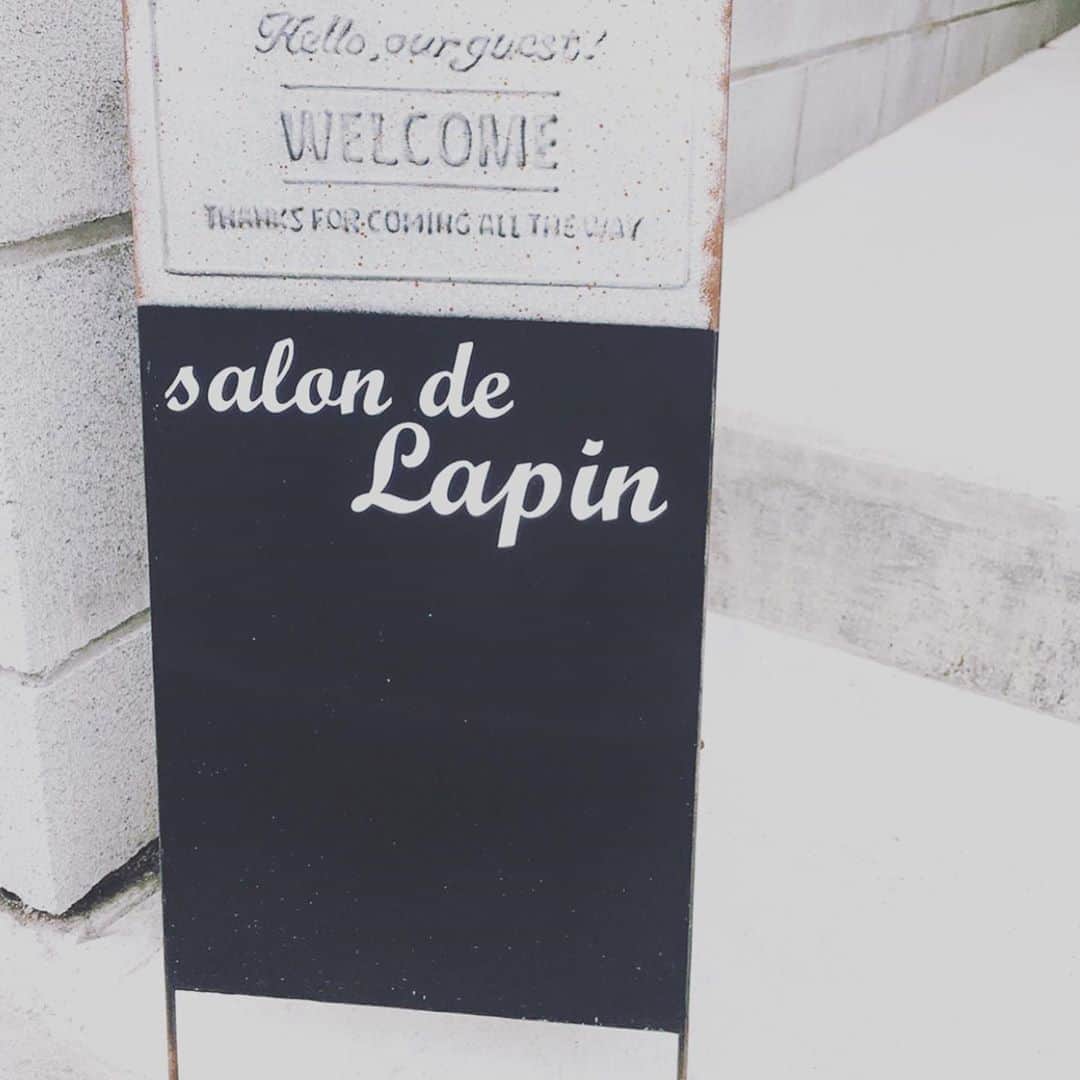 Hello, our guest!
WELCOME
THANKS FOR COMING ALL THE WAY
salon de
Lapin